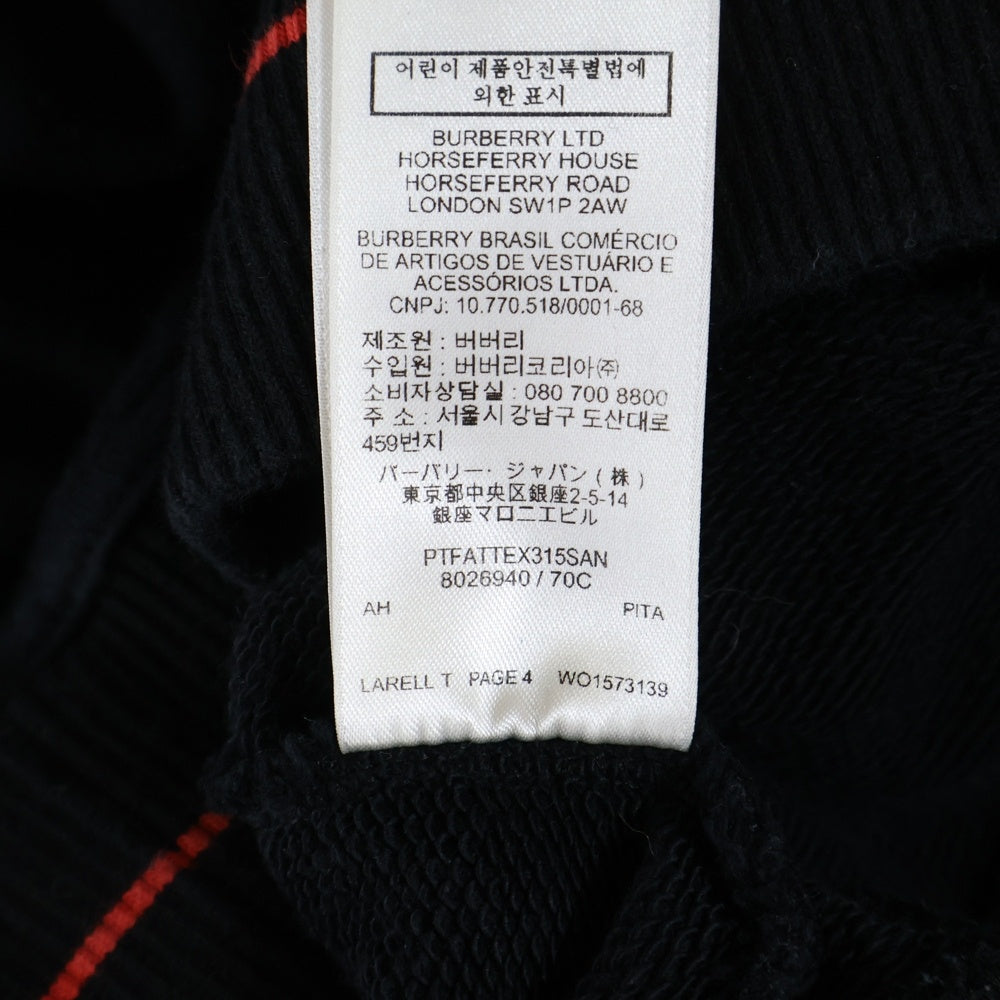 어린이 제품안전특별법에
의한 표시
BURBERRY LTD
HORSEFERRY HOUSE
HORSEFERRY ROAD
LONDON SW1P 2AW
BURBERRY BRASIL COMÉRCIO
DE ARTIGOS DE VESTUÁRIO E
ACESSÓRIOS LTDA.
CNPJ: 10.770.518/0001-68
제조원 : 버버리
수입원 : 버버리코리아㈜
소비자상담실 : 080 700 8800
주 소 : 서울시 강남구 도산대로
459번지
バーバリー・ジャパン(株)
東京都中央区銀座2-5-14
銀座マロニエビル
PTFATTEX315SAN
8026940 / 70C
AH PITA
LARELL T PAGE 4 WO1573139